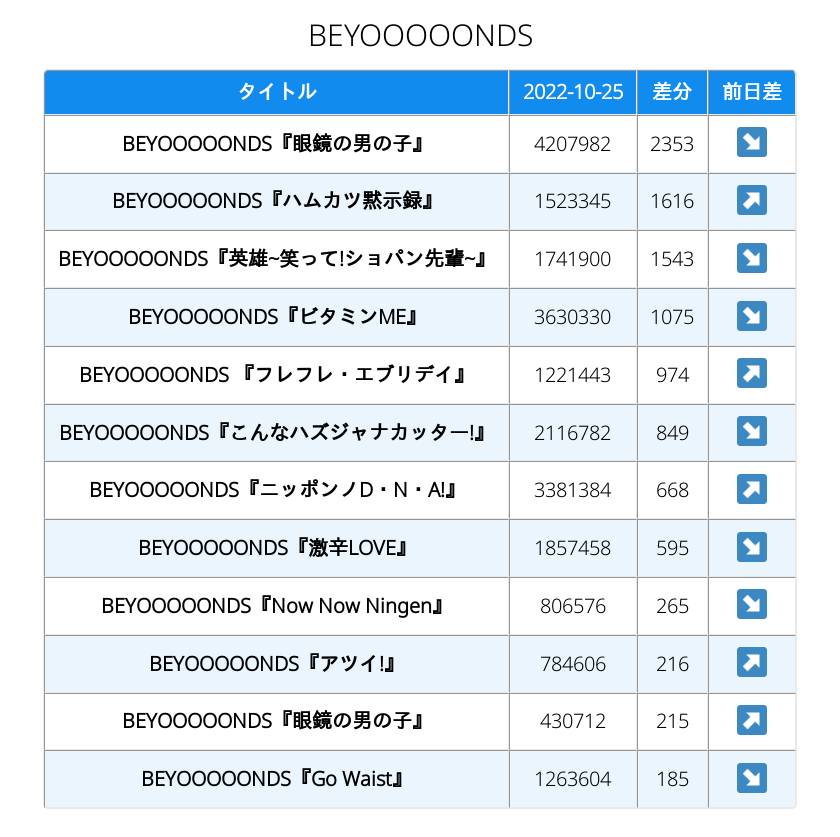 BEYOOOOONDS
タイトル 2022-10-25 差分 前日差
BEYOOOOONDS『眼鏡の男の子』 4207982 2353 ↘
BEYOOOOONDS『ハムカツ黙示録』 1523345 1616 ↗
BEYOOOOONDS『英雄~笑って!ショパン先輩~』 1741900 1543 ↘
BEYOOOOONDS『ビタミンME』 3630330 1075 ↘
BEYOOOOONDS 『フレフレ・エブリデイ』 1221443 974 ↗
BEYOOOOONDS『こんなハズジャナカッター!』 2116782 849 ↘
BEYOOOOONDS『ニッポンノD・N・A!』 3381384 668 ↗
BEYOOOOONDS『激辛LOVE』 1857458 595 ↘
BEYOOOOONDS『Now Now Ningen』 806576 265 ↘
BEYOOOOONDS『アツイ!』 784606 216 ↗
BEYOOOOONDS『眼鏡の男の子』 430712 215 ↗
BEYOOOOONDS『Go Waist』 1263604 185 ↘